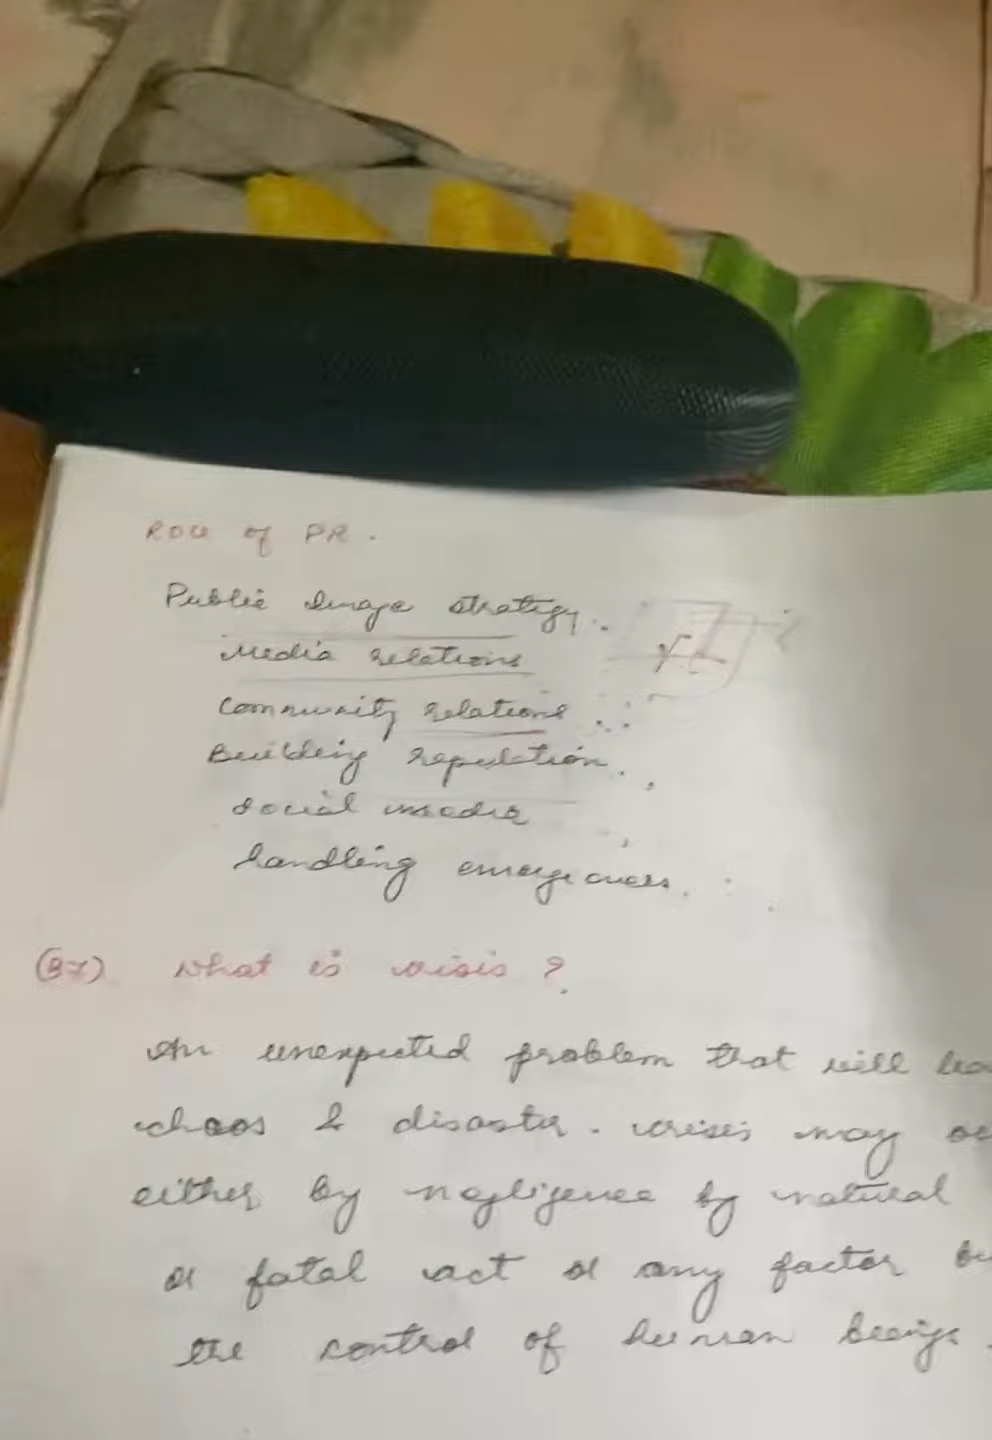 Role of PR.
Public Image strategy.
Media relations
Community relations
Building reputation.
social media
handling emergencies.
(37) What is crisis ?
An unexpected problem that will
chaos & disaster. crisis may
either by negligence by natural
or fatal act or any factor
the control of human beings.